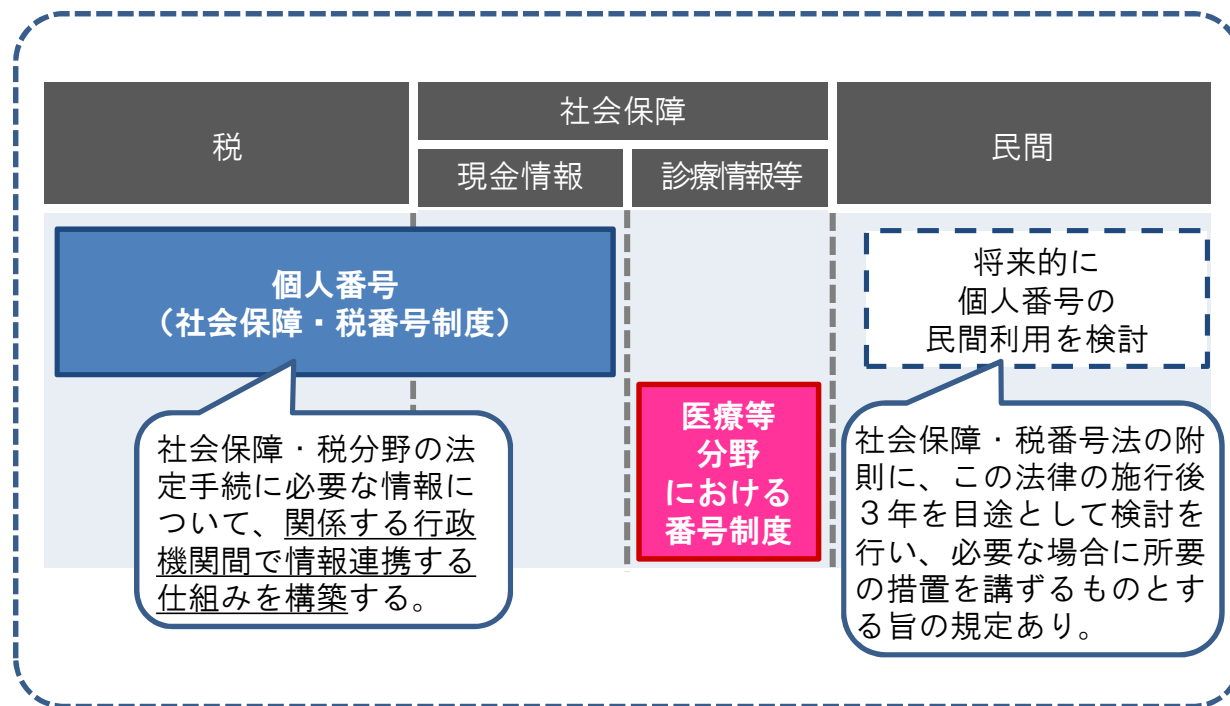 税
社会保障
現金情報
診療情報等
民間
個人番号
（社会保障・税番号制度）
将来的に
個人番号の
民間利用を検討
社会保障・税分野の法
定手続に必要な情報に
ついて、関係する行政
機関間で情報連携する
仕組みを構築する。
医療等
分野
における
番号制度
社会保障・税番号法の附
則に、この法律の施行後
３年を目途として検討を
行い、必要な場合に所要
の措置を講ずるものとす
る旨の規定あり。